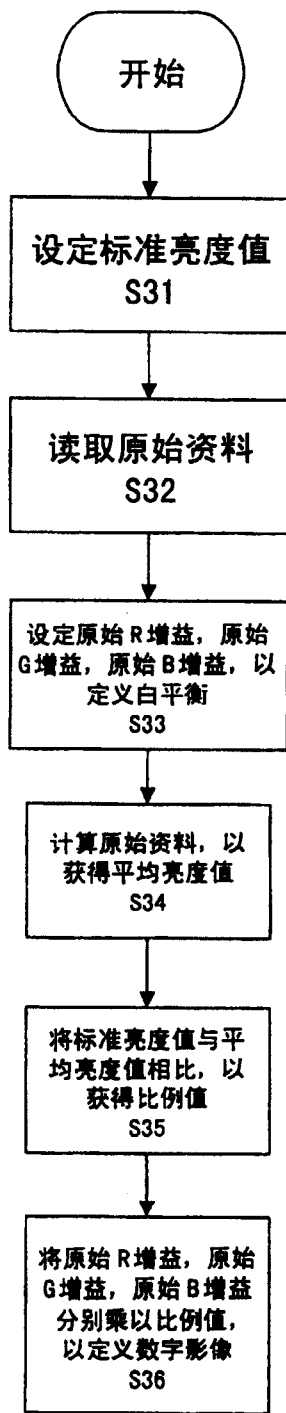 开始
设定标准亮度值
S31
读取原始资料
S32
设定原始R增益，原始
G增益，原始B增益，以
定义白平衡
S33
计算原始资料，以
获得平均亮度值
S34
将标准亮度值与平
均亮度值相比，以
获得比例值
S35
将原始R增益，原始
G增益，原始B增益
分别乘以比例值，
以定义数字影像
S36